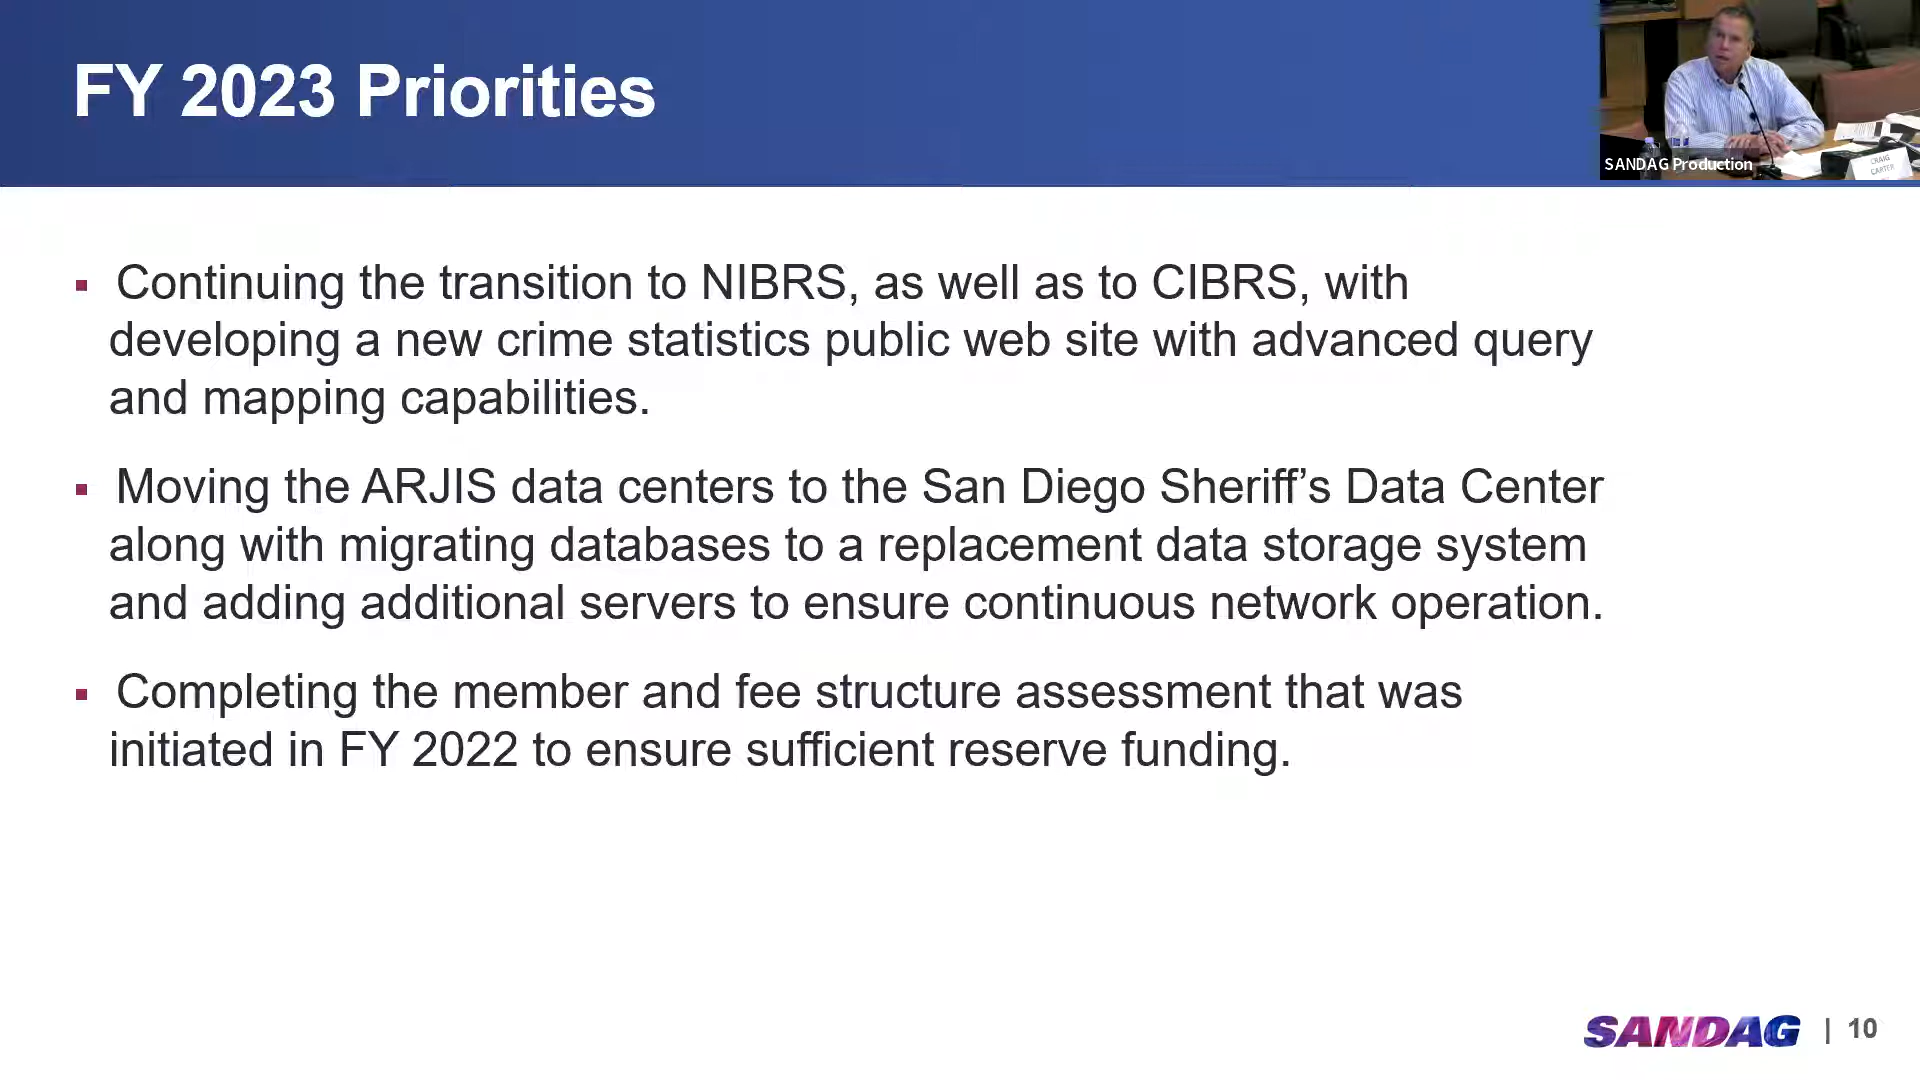 FY 2023 Priorities
SANDAG Production
CRAIG
CARTER
▪ Continuing the transition to NIBRS, as well as to CIBRS, with
developing a new crime statistics public web site with advanced query
and mapping capabilities.
▪ Moving the ARJIS data centers to the San Diego Sheriff’s Data Center
along with migrating databases to a replacement data storage system
and adding additional servers to ensure continuous network operation.
▪ Completing the member and fee structure assessment that was
initiated in FY 2022 to ensure sufficient reserve funding.
SANDAG | 10